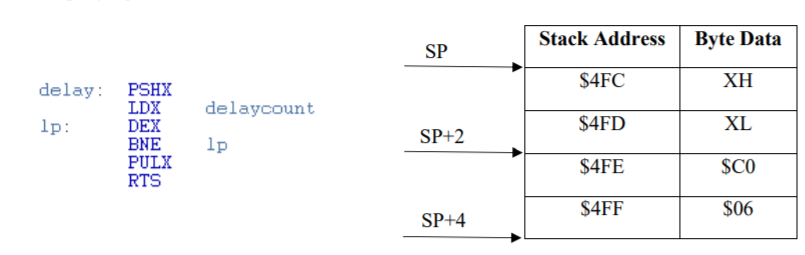 delay: PSHX
LDX delaycount
lp: DEX
BNE lp
PULX
RTS
SP
SP+2
SP+4
Stack Address Byte Data
$4FC XH
$4FD XL
$4FE $C0
$4FF $06